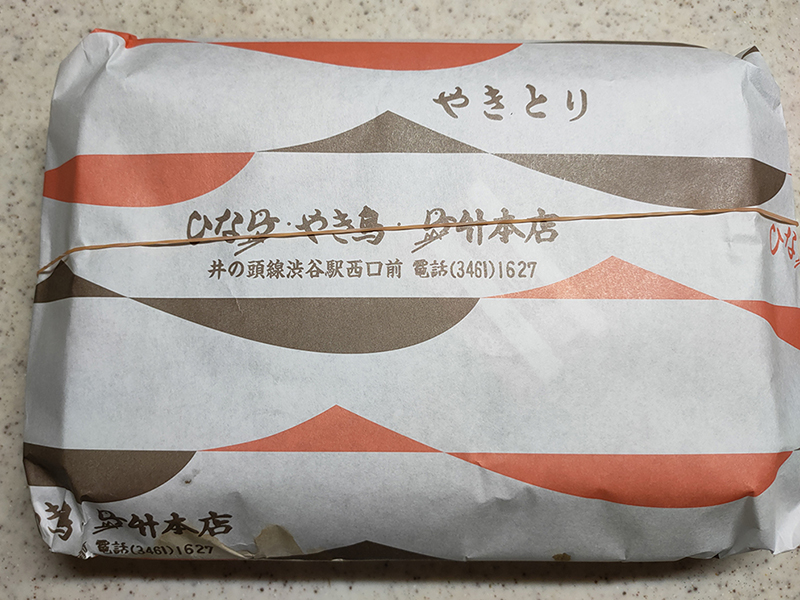 やきとり
ひな鳥・やき鳥・鳥竹本店
井の頭線渋谷駅西口前 電話(3461)1627
ひな
鳥 鳥竹本店
電話(3461)1627